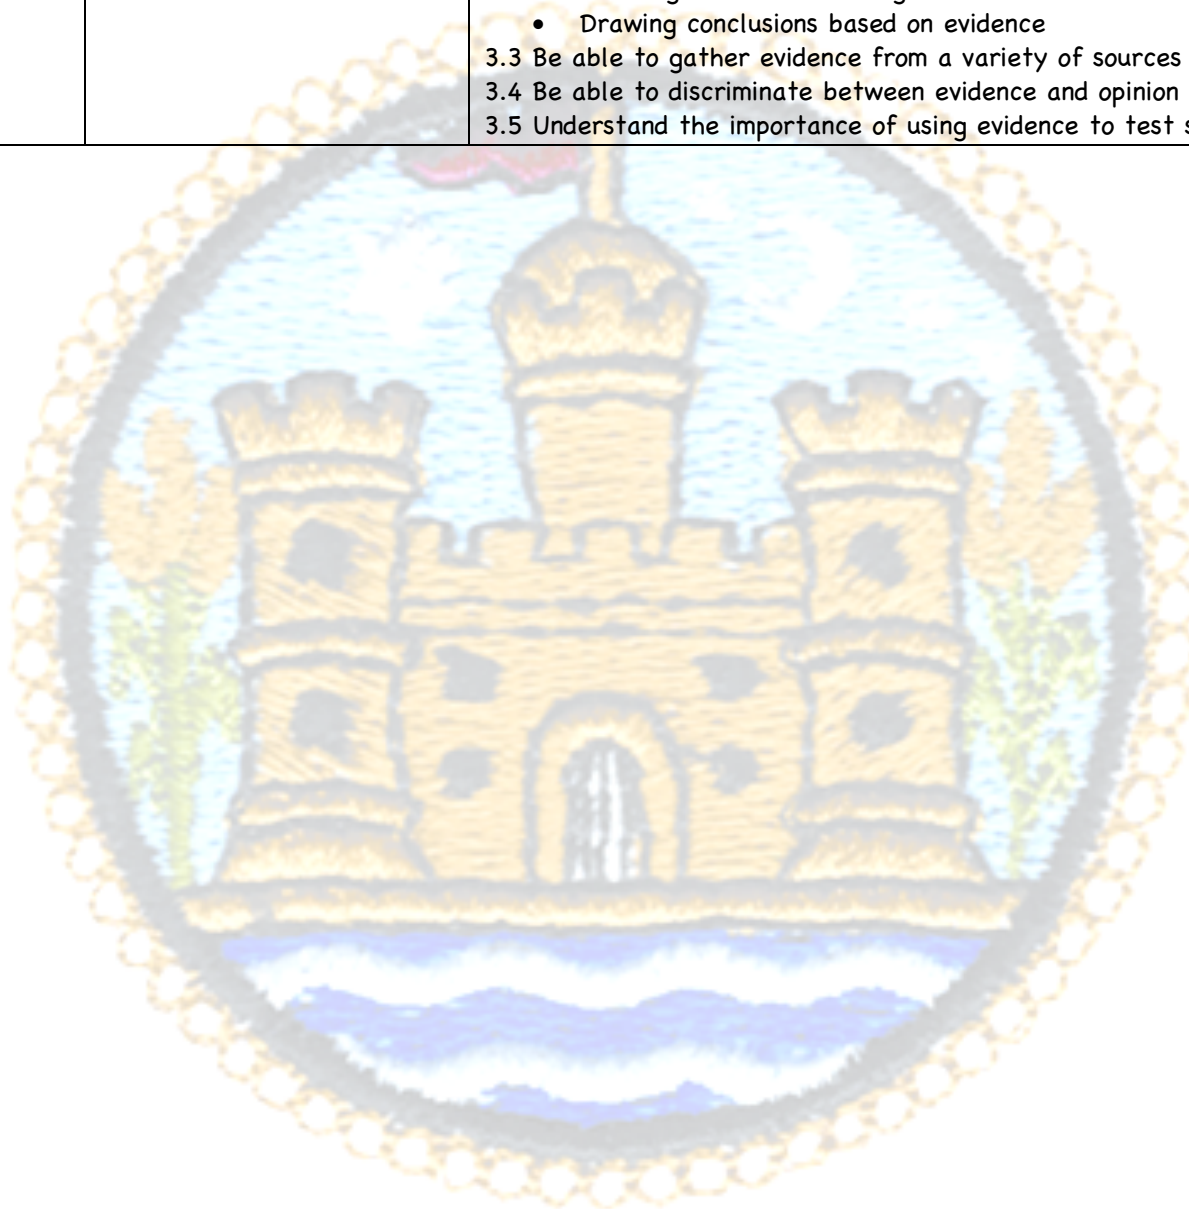 • Drawing conclusions based on evidence
3.3 Be able to gather evidence from a variety of sources
3.4 Be able to discriminate between evidence and opinion
3.5 Understand the importance of using evidence to test